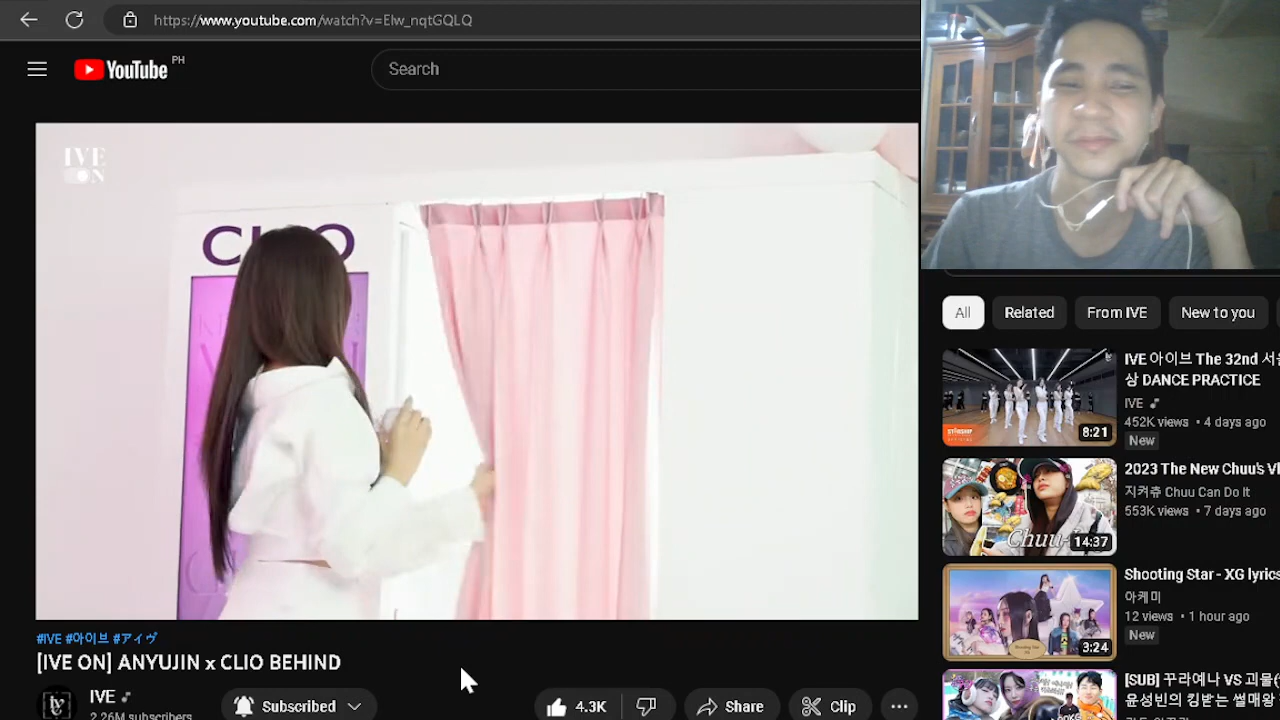 https://www.youtube.com/watch?v=Elw_nqtGQLQ
YouTube PH
Search
IVE
ON
CLIO
#IVE #아이브 #アイヴ
[IVE ON] ANYUJIN x CLIO BEHIND
IVE
2.26M subscribers
Subscribed
4.3K
Share
Clip
All
Related
From IVE
New to you
IVE 아이브 The 32nd
상 DANCE PRACTICE
IVE
452K views • 4 days ago
New
8:21
2023 The New Chuu's
지켜츄 Chuu Can Do It
553K views • 7 days ago
Chuu
14:37
Shooting Star - XG lyrics
아케미
12 views • 1 hour ago
New
3:24
[SUB] 꾸라예나 VS 괴물
윤성빈의 킹받는 썰매왕